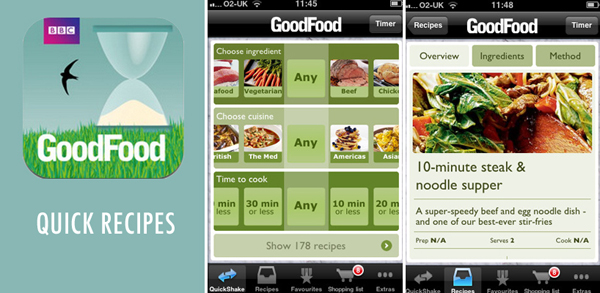 BBC
GoodFood
QUICK RECIPES
O2-UK 11:45
GoodFood Timer
Choose ingredient
afood Vegetarian Any Beef Chicke
Choose cuisine
ritish The Med Any Americas Asian
Time to cook
min 30 min Any 10 min 20 m
or less or less or less or les
Show 178 recipes
8
QuickShake Recipes Favourites Shopping list Extras
O2-UK 11:48
Recipes GoodFood Timer
Overview Ingredients Method
10-minute steak &
noodle supper
A super-speedy beef and egg noodle dish -
and one of our best-ever stir-fries
Prep N/A Serves 2 Cook N/A
8
QuickShake Recipes Favourites Shopping list Extras